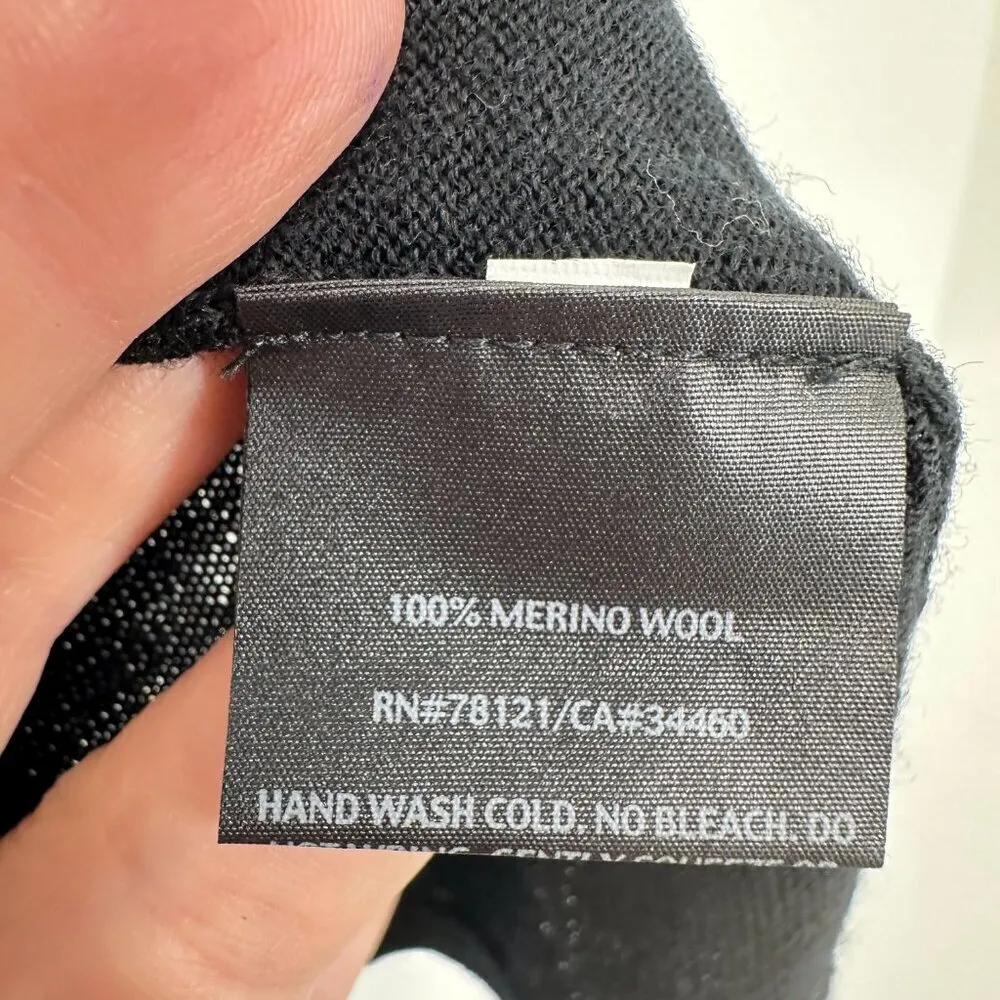 100% MERINO WOOL
RN#78121/CA#34460
HAND WASH COLD. NO BLEACH. DO